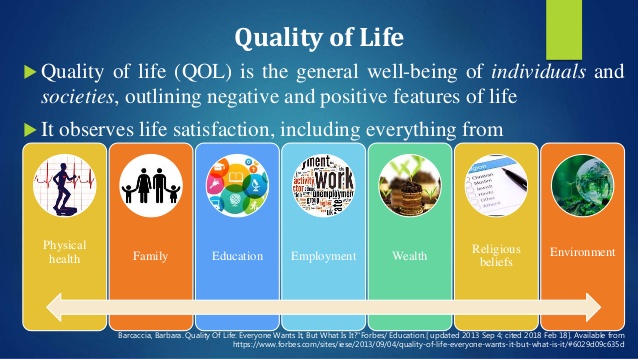 Quality of Life
Quality of life (QOL) is the general well-being of individuals and
societies, outlining negative and positive features of life
It observes life satisfaction, including everything from
Physical
health
Family
Education
Employment
Wealth
Religious
beliefs
Environment
work
Barcaccia, Barbara. Quality Of Life: Everyone Wants It, But What Is It?" Forbes/ Education.[ updated 2013 Sep 4; cited 2018 Feb 18]. Available from
https://www.forbes.com/sites/iese/2013/09/04/quality-of-life-everyone-wants-it-but-what-is-it/#6029d09c635d